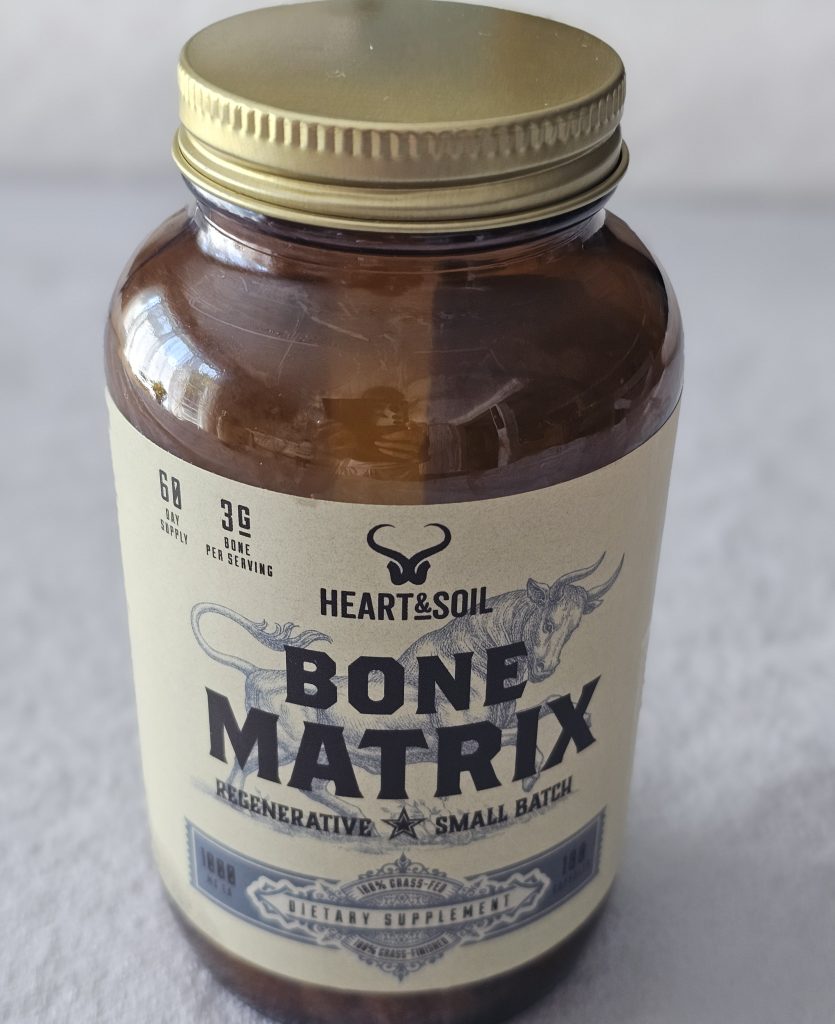 60
DAY
SUPPLY
3G
BONE
PER SERVING
HEART&SOIL
BONE
MATRIX
REGENERATIVE ★ SMALL BATCH
1000
180
100% GRASS-FED
DIETARY SUPPLEMENT
100% GRASS-FINISHED